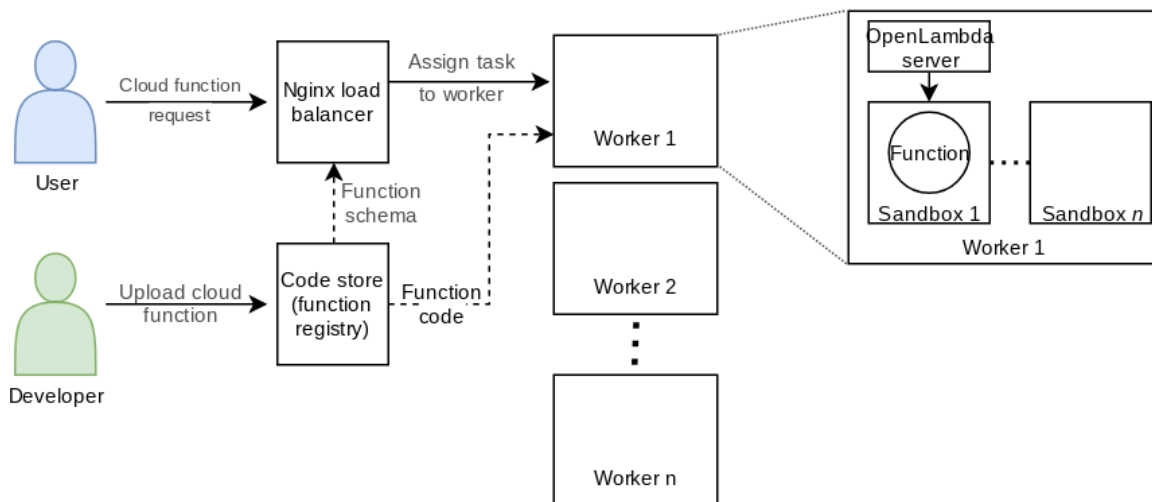 Cloud function
request
User
Nginx load
balancer
Assign task
to worker
Worker 1
Function
schema
Upload cloud
function
Developer
Code store
(function
registry)
Function
code
Worker 2
Worker n
OpenLambda
server
Function
Sandbox 1
Sandbox n
Worker 1